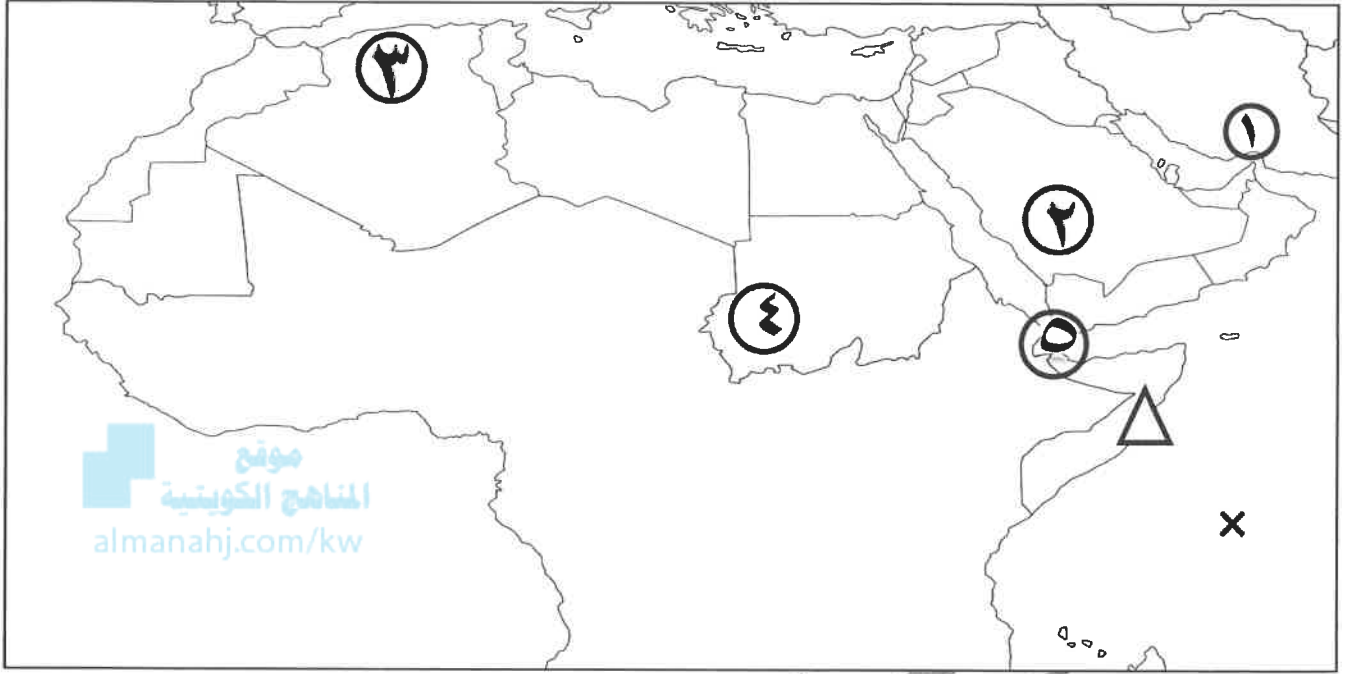 ٣
١
٢
٤
٥
×
موقع
المناهج الكويتية
almanahj.com/kw